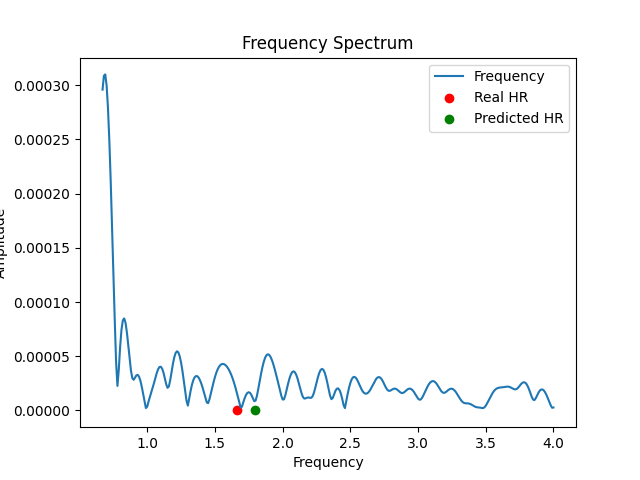 Frequency Spectrum
Frequency
Real HR
Predicted HR
0.00030
0.00025
0.00020
0.00015
0.00010
0.00005
0.00000
Amplitude
1.0 1.5 2.0 2.5 3.0 3.5 4.0
Frequency